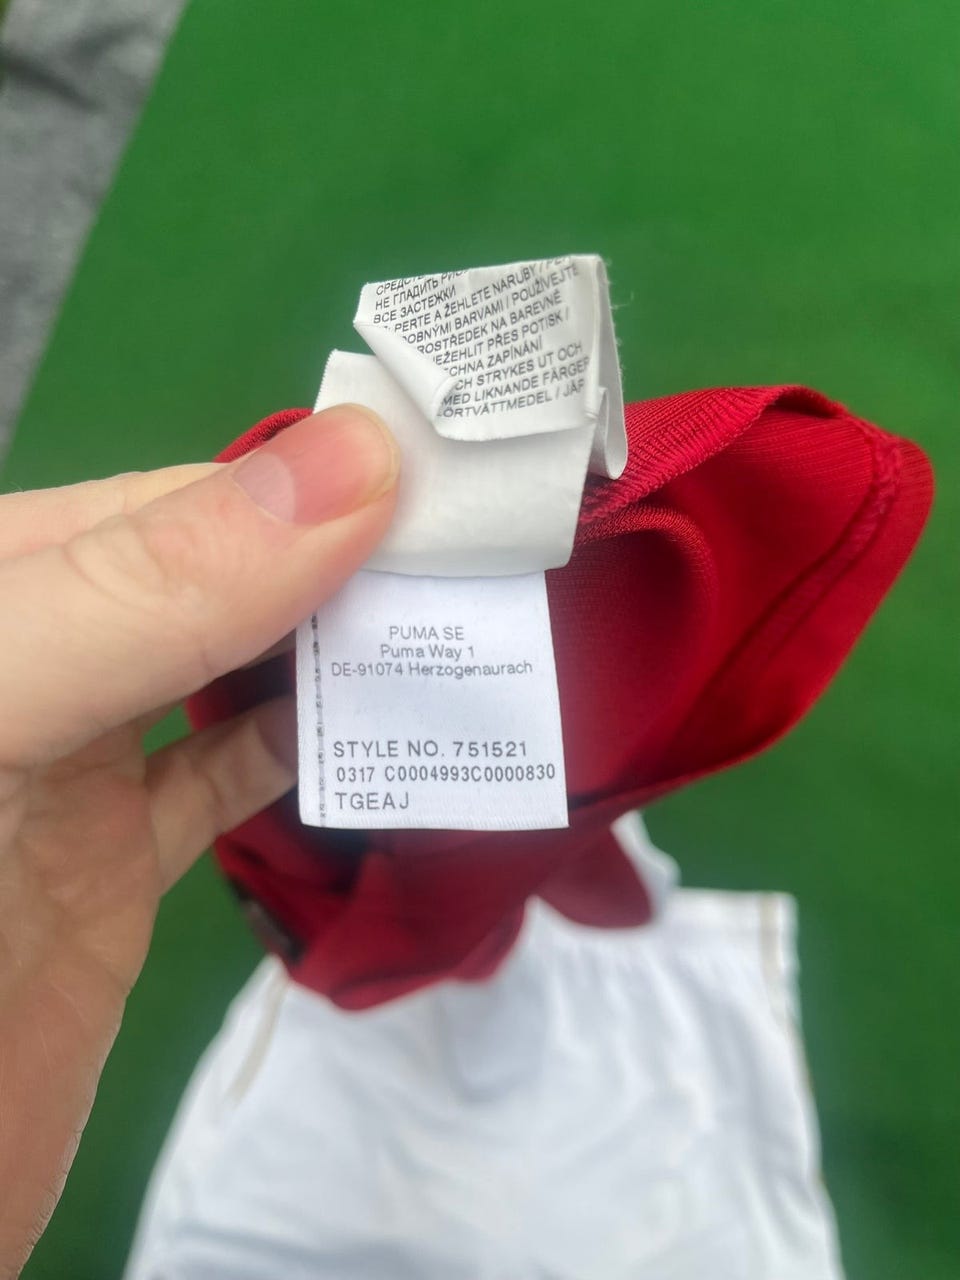 НЕ ГЛАДИТЬ
ВСЕ ЗАСТЕЖКИ
PERTE A ŽEHLETE NARUBY /
OBNÝMI BARVAMI / POUŽÍVEJTE
ROSTŘEDEK NA BAREVNÉ
EŽEHLIT PŘES POTISK /
CHNA ZAPÍNÁNÍ
CH STRYKES UT OCH
MED LIKNANDE FÄRGER
ÖRTVÄTTMEDEL /
PUMA SE
Puma Way 1
DE-91074 Herzogenaurach
STYLE NO. 751521
0317 C0004993C0000830
TGEAJ